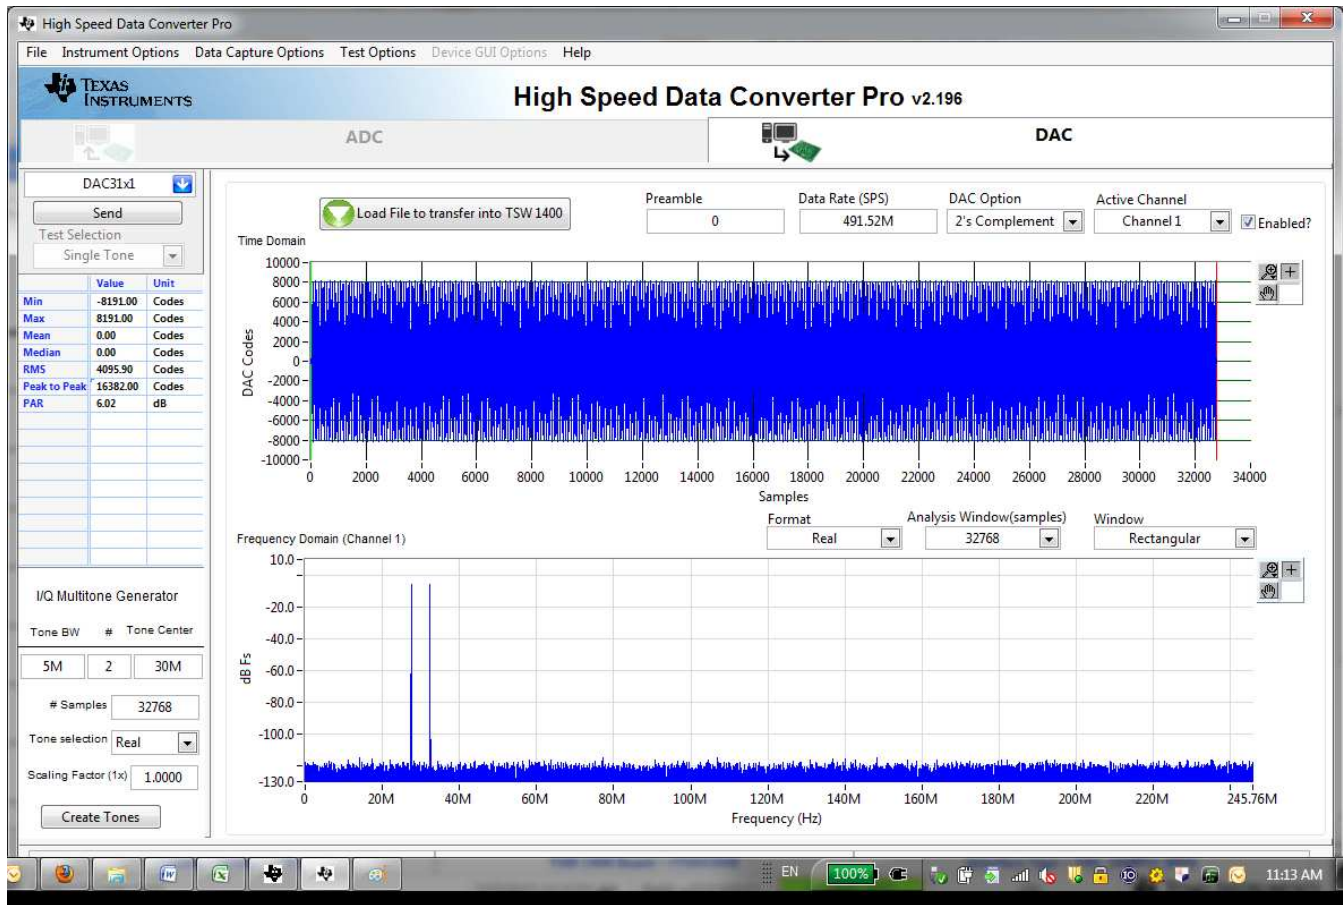 High Speed Data Converter Pro
File Instrument Options Data Capture Options Test Options Device GUI Options Help
TEXAS INSTRUMENTS
High Speed Data Converter Pro v2.196
ADC
DAC
DAC31x1
Send
Test Selection
Single Tone
Value Unit
Min -8191.00 Codes
Max 8191.00 Codes
Mean 0.00 Codes
Median 0.00 Codes
RMS 4095.90 Codes
Peak to Peak 16382.00 Codes
PAR 6.02 dB
I/Q Multitone Generator
Tone BW # Tone Center
5M 2 30M
# Samples 32768
Tone selection Real
Scaling Factor (1x) 1.0000
Create Tones
Load File to transfer into TSW 1400
Preamble
0
Data Rate (SPS)
491.52M
DAC Option
2's Complement
Active Channel
Channel 1
Enabled?
Time Domain
DAC Codes
10000
8000
6000
4000
2000
0
-2000
-4000
-6000
-8000
-10000
0 2000 4000 6000 8000 10000 12000 14000 16000 18000 20000 22000 24000 26000 28000 30000 32000 34000
Samples
Format
Real
Analysis Window(samples)
32768
Window
Rectangular
Frequency Domain (Channel 1)
dB Fs
10.0
-20.0
-40.0
-60.0
-80.0
-100.0
-130.0
0 20M 40M 60M 80M 100M 120M 140M 160M 180M 200M 220M 245.76M
Frequency (Hz)
EN 100% 11:13 AM